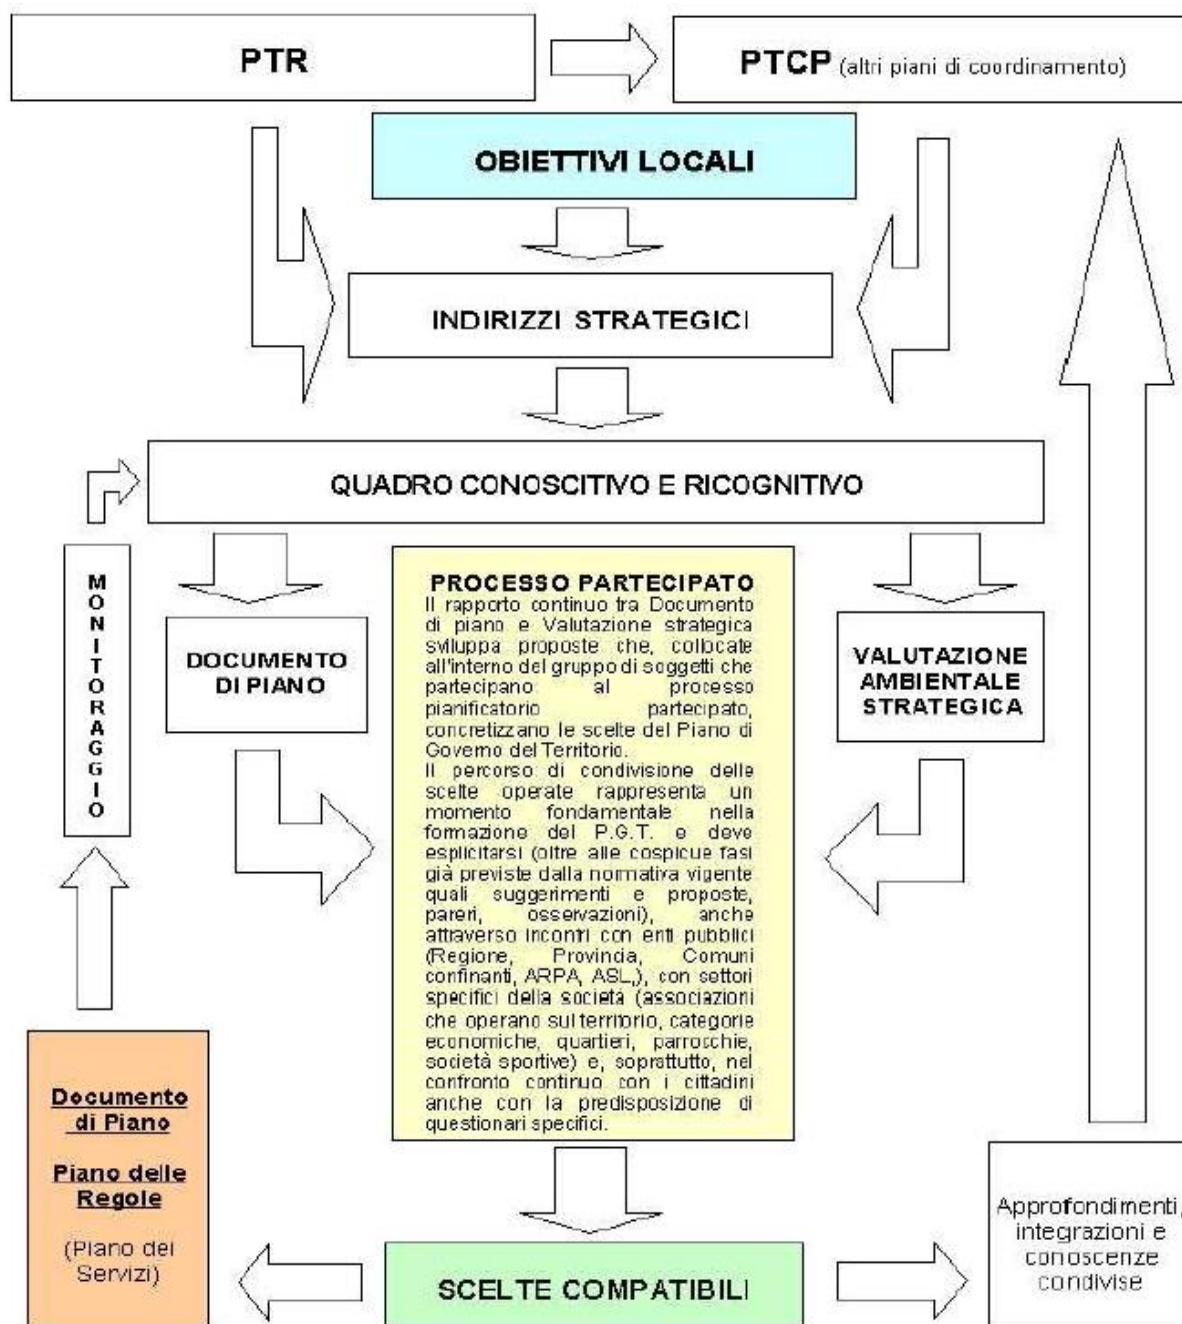 PTR
PTCP (altri piani di coordinamento)
OBIETTIVI LOCALI
INDIRIZZI STRATEGICI
QUADRO CONOSCITIVO E RICOGNITIVO
MONITORAGGIO
DOCUMENTO
DI PIANO
PROCESSO PARTECIPATO
Il rapporto continuo tra Documento
di piano e Valutazione strategica
sviluppa proposte che, collocate
all'interno del gruppo di soggetti che
partecipano al processo
pianificatorio partecipato,
concretizzano le scelte del Piano di
Governo del Territorio.
Il percorso di condivisione delle
scelte operate rappresenta un
momento fondamentale nella
formazione del P.G.T. e deve
esplicitarsi (oltre alle cospicue fasi
già previste dalla normativa vigente
quali suggerimenti e proposte,
pareri, osservazioni), anche
attraverso incontri con enti pubblici
(Regione, Provincia, Comuni
confinanti, ARPA, ASL,), con settori
specifici della società (associazioni
che operano sul territorio, categorie
economiche, quartieri, parrocchie,
società sportive) e, soprattutto, nel
confronto continuo con i cittadini
anche con la predisposizione di
questionari specifici.
VALUTAZIONE
AMBIENTALE
STRATEGICA
Documento
di Piano
Piano delle
Regole
(Piano dei
Servizi)
SCELTE COMPATIBILI
Approfondimenti,
integrazioni e
conoscenze
condivise